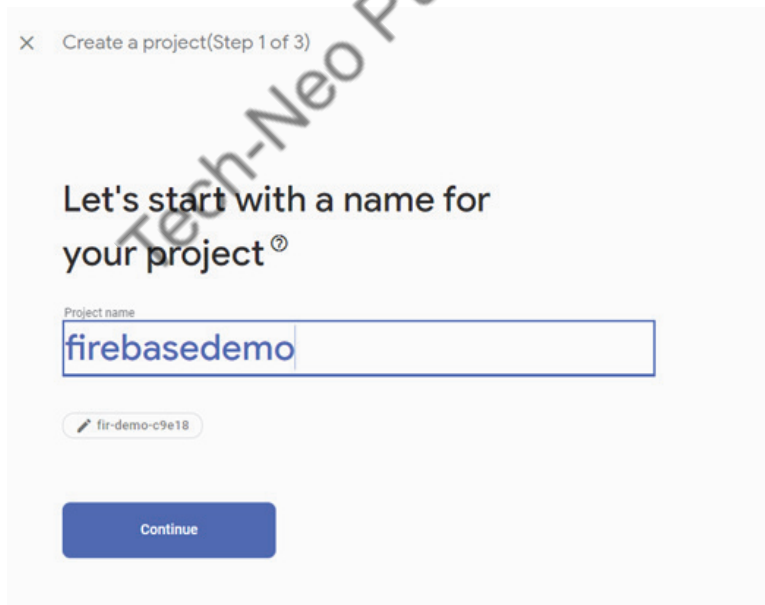 Create a project(Step 1 of 3)
Let's start with a name for
your project
Project name
firebasedemo
fir-demo-c9e18
Continue
Tech-Neo